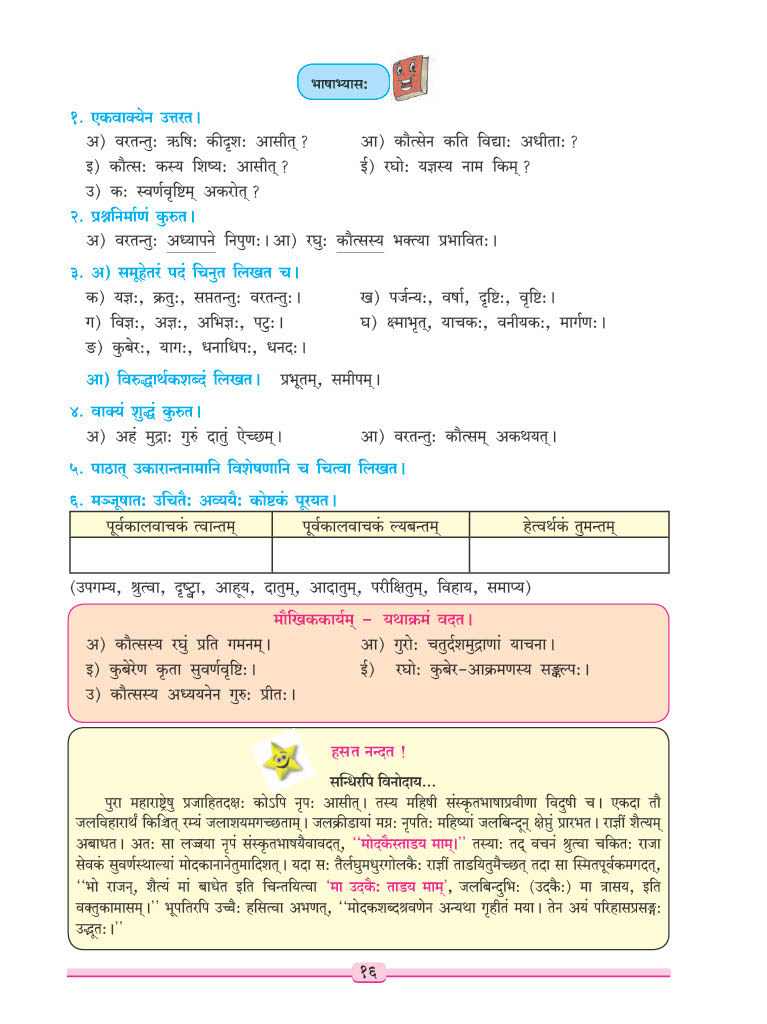 भाषाभ्यासः
१. एकवाक्येन उत्तरत।
अ) वरतन्तुः ऋषिः कीदृशः आसीत् ? आ) कौत्सेन कति विद्याः अधीताः ?
इ) कौत्सः कस्य शिष्यः आसीत् ? ई) रघोः यज्ञस्य नाम किम् ?
उ) कः स्वर्णवृष्टिम् अकरोत् ?
२. प्रश्ननिर्माणं कुरुत।
अ) वरतन्तुः अध्यापने निपुणः। आ) रघुः कौत्सस्य भक्त्या प्रभावितः।
३. अ) समूहेतरं पदं चिनुत लिखत च।
क) यज्ञः, क्रतुः, सप्ततन्तुः वरतन्तुः। ख) पर्जन्यः, वर्षा, दृष्टिः, वृष्टिः।
ग) विज्ञः, अज्ञः, अभिज्ञः, पटुः। घ) क्ष्माभृत्, याचकः, वनीयकः, मार्गणः।
ङ) कुबेरः, यागः, धनाधिपः, धनदः।
आ) विरुद्धार्थकशब्दं लिखत। प्रभूतम्, समीपम्।
४. वाक्यं शुद्धं कुरुत।
अ) अहं मुद्राः गुरुं दातुं ऐच्छम्। आ) वरतन्तुः कौत्सम् अकथयत्।
५. पाठात् उकारान्तनामानि विशेषणानि च चित्वा लिखत।
६. मञ्जूषातः उचितैः अव्ययैः कोष्टकं पूरयत।
पूर्वकालवाचकं त्वान्तम् पूर्वकालवाचकं ल्यबन्तम् हेत्वर्थकं तुमन्तम्
(उपगम्य, श्रुत्वा, दृष्ट्वा, आहूय, दातुम्, आदातुम्, परीक्षितुम्, विहाय, समाप्य)
मौखिककार्यम् – यथाक्रमं वदत।
अ) कौत्सस्य रघुं प्रति गमनम्। आ) गुरोः चतुर्दशमुद्राणां याचना।
इ) कुबेरेण कृता सुवर्णवृष्टिः। ई) रघोः कुबेर-आक्रमणस्य सङ्कल्पः।
उ) कौत्सस्य अध्ययनेन गुरुः प्रीतः।
हसत नन्दत !
सन्धिरपि विनोदाय...
पुरा महाराष्ट्रेषु प्रजाहितदक्षः कोऽपि नृपः आसीत्। तस्य महिषी संस्कृतभाषाप्रवीणा विदुषी च। एकदा तौ
जलविहारार्थं किञ्चित् रम्यं जलाशयमगच्छताम्। जलक्रीडायां मग्नः नृपतिः महिष्यां जलबिन्दून् क्षेप्तुं प्रारभत। राज्ञीं शैत्यम्
अबाधत। अतः सा लज्जया नृपं संस्कृतभाषयैवावदत्, ‘‘मोदकैस्ताडय माम्।’’ तस्याः तद् वचनं श्रुत्वा चकितः राजा
सेवकं सुवर्णस्थाल्यां मोदकानानेतुमादिशत्। यदा सः तैर्लघुमधुरगोलकैः राज्ञीं ताडयितुमैच्छत् तदा सा स्मितपूर्वकमगदत्,
‘‘भो राजन्, शैत्यं मां बाधेत इति चिन्तयित्वा ‘मा उदकैः ताडय माम्’, जलबिन्दुभिः (उदकैः) मा त्रासय, इति
वक्तुकामासम्।’’ भूपतिरपि उच्चैः हसित्वा अभणत्, ‘‘मोदकशब्दश्रवणेन अन्यथा गृहीतं मया। तेन अयं परिहासप्रसङ्गः
उद्भूतः।’’
१६